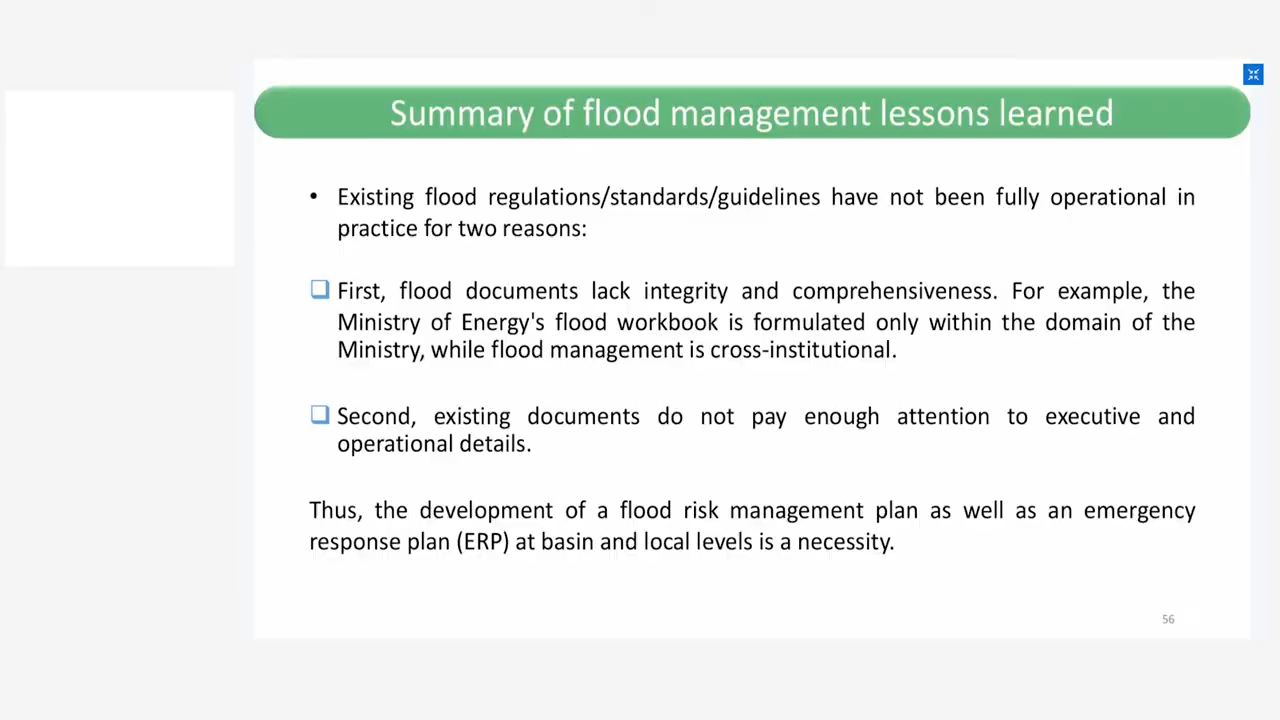 Summary of flood management lessons learned
• Existing flood regulations/standards/guidelines have not been fully operational in
practice for two reasons:
❑ First, flood documents lack integrity and comprehensiveness. For example, the
Ministry of Energy's flood workbook is formulated only within the domain of the
Ministry, while flood management is cross-institutional.
❑ Second, existing documents do not pay enough attention to executive and
operational details.
Thus, the development of a flood risk management plan as well as an emergency
response plan (ERP) at basin and local levels is a necessity.
56